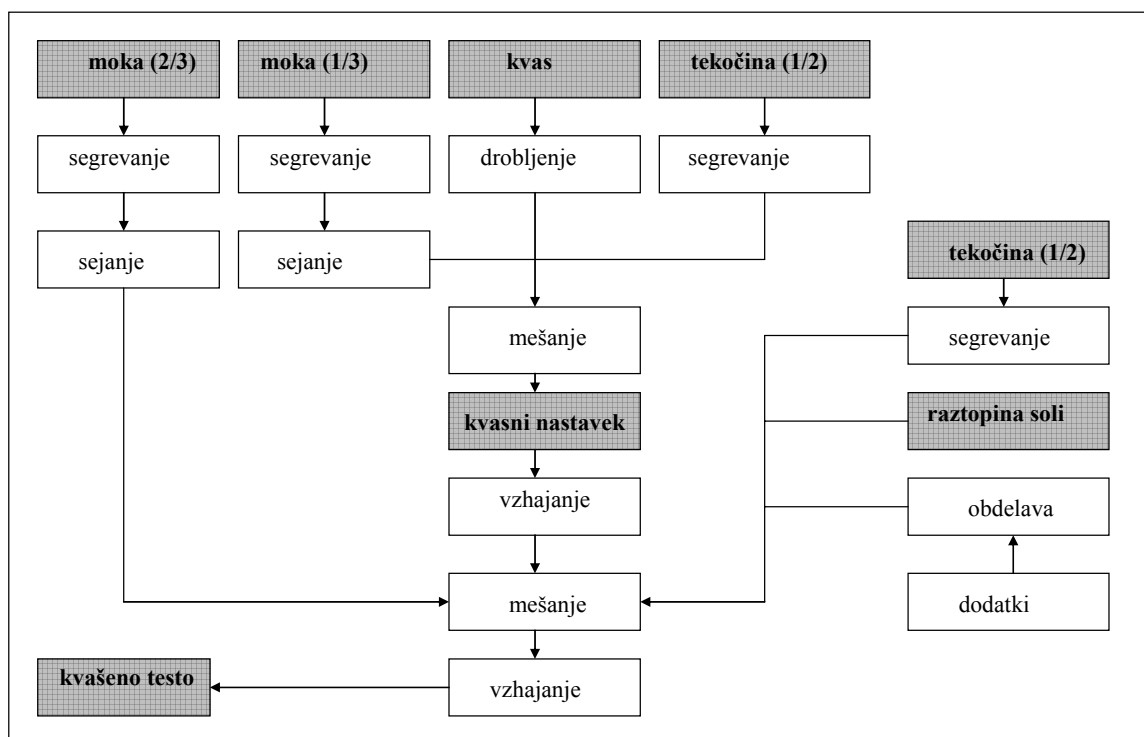 moka (2/3)
moka (1/3)
kvas
tekočina (1/2)
segrevanje
segrevanje
drobljenje
segrevanje
sejanje
sejanje
tekočina (1/2)
mešanje
segrevanje
kvasni nastavek
raztopina soli
vzhajanje
obdelava
mešanje
dodatki
kvašeno testo
vzhajanje